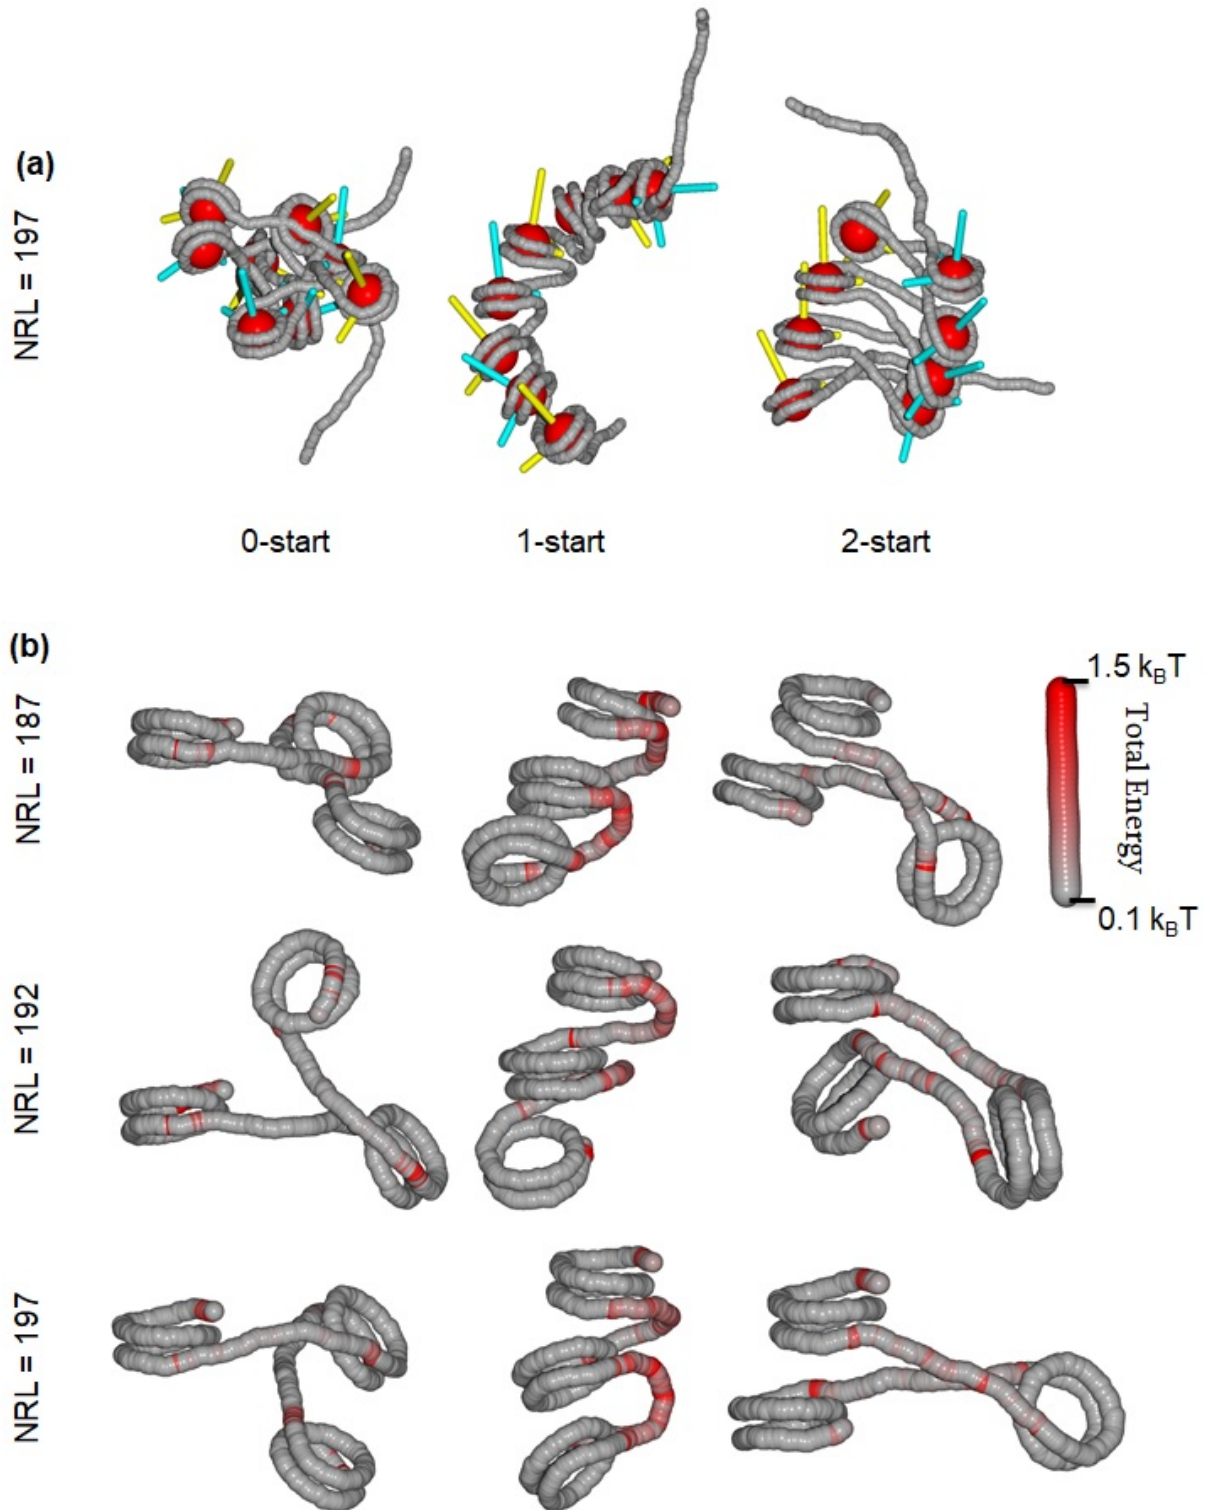 (a)
NRL = 197
0-start
1-start
2-start
(b)
NRL = 187
1.5 kBT
Total Energy
0.1 kBT
NRL = 192
NRL = 197